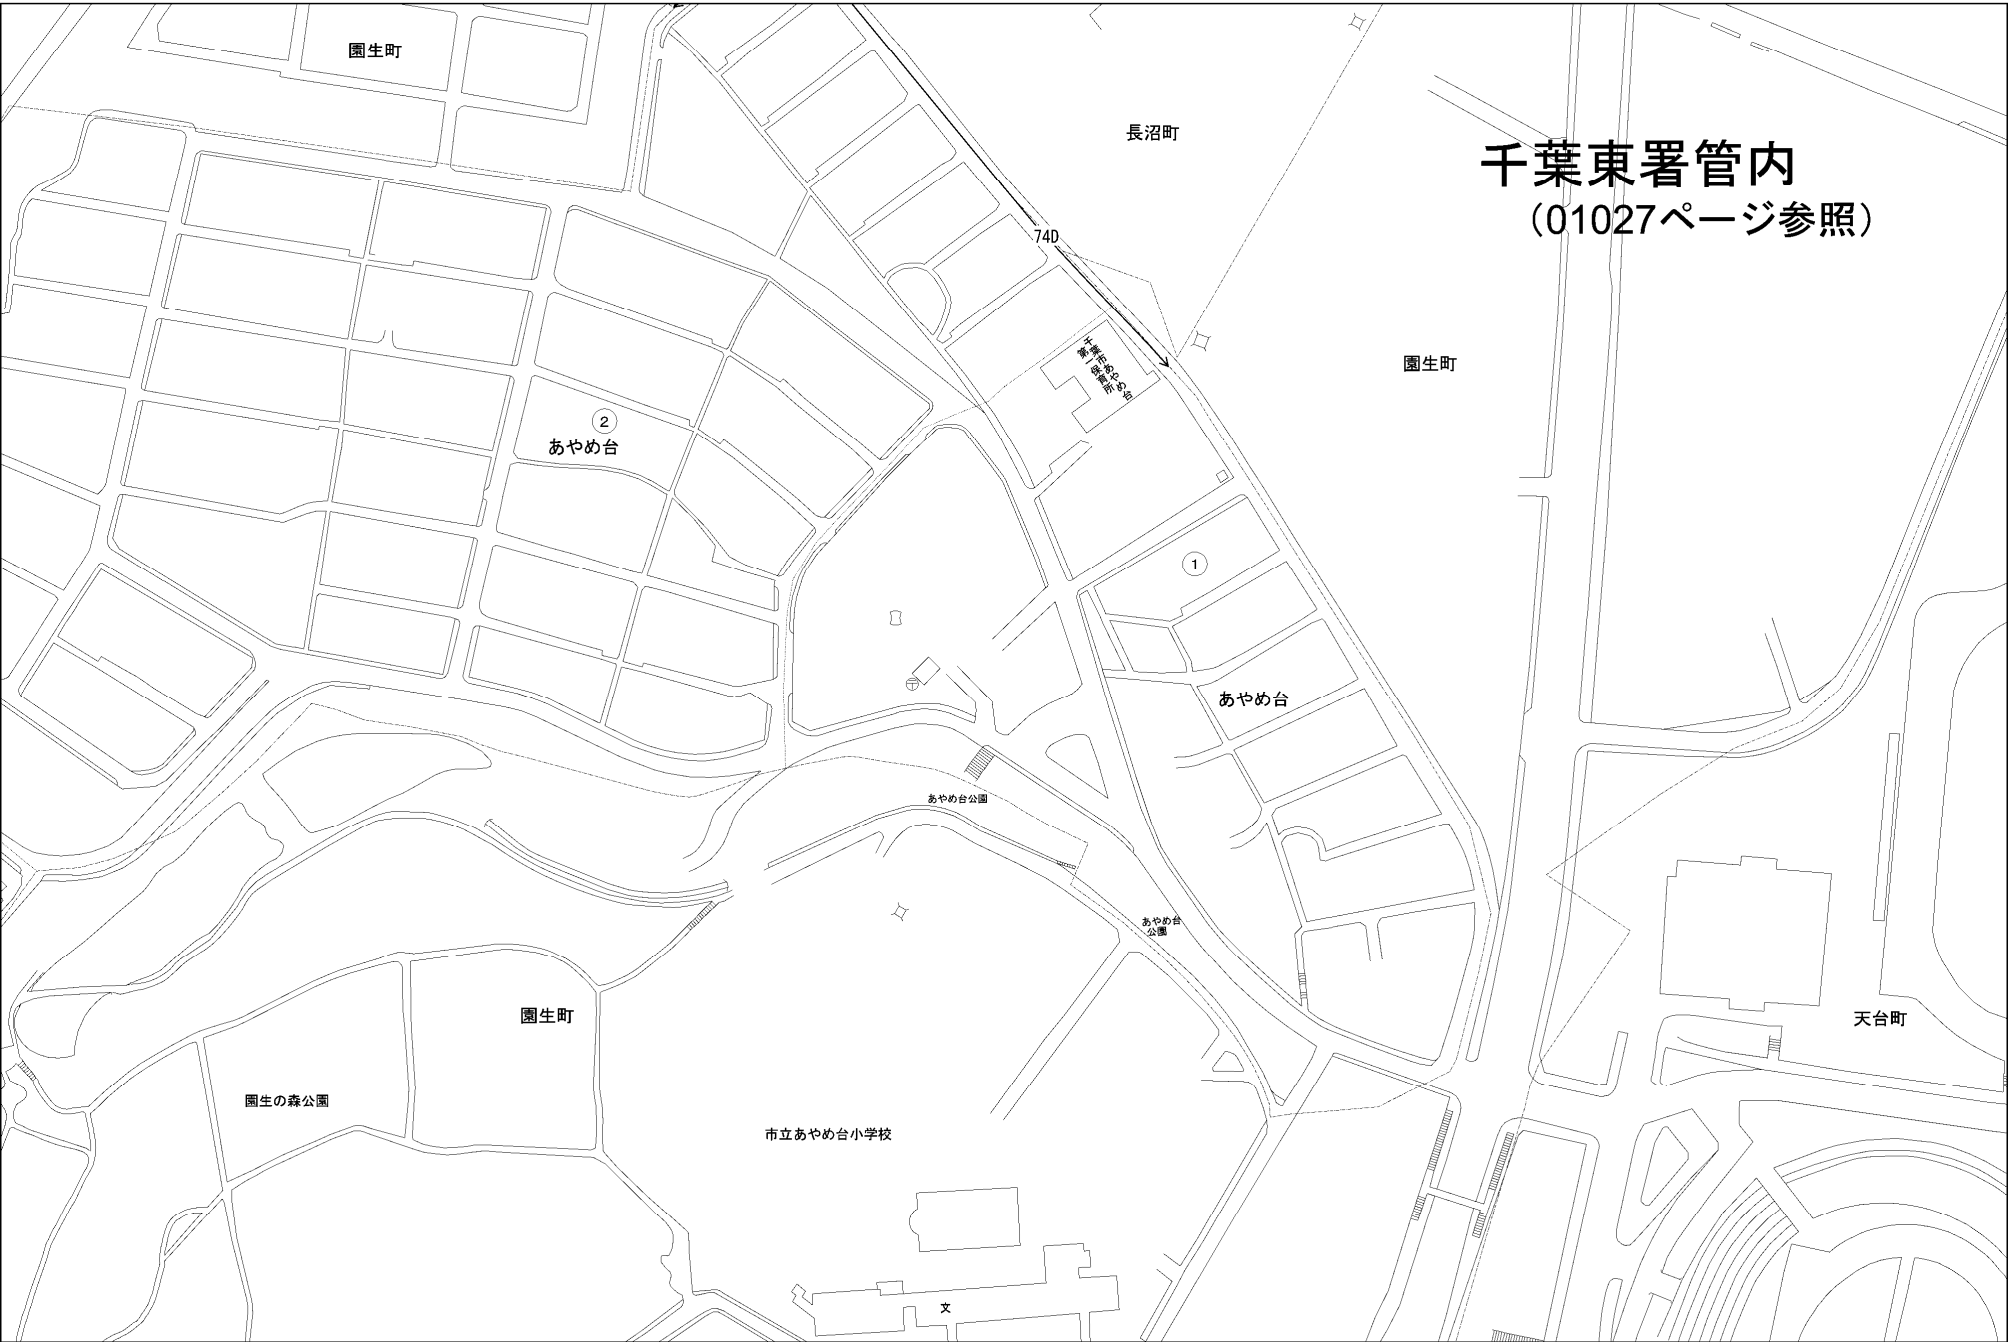 園生町
長沼町
千葉東署管内
(01027ページ参照)
74D
千葉市あやめ台
第一保育所
園生町
2
あやめ台
1
あやめ台
あやめ台公園
あやめ台
公園
園生町
天台町
園生の森公園
市立あやめ台小学校
文